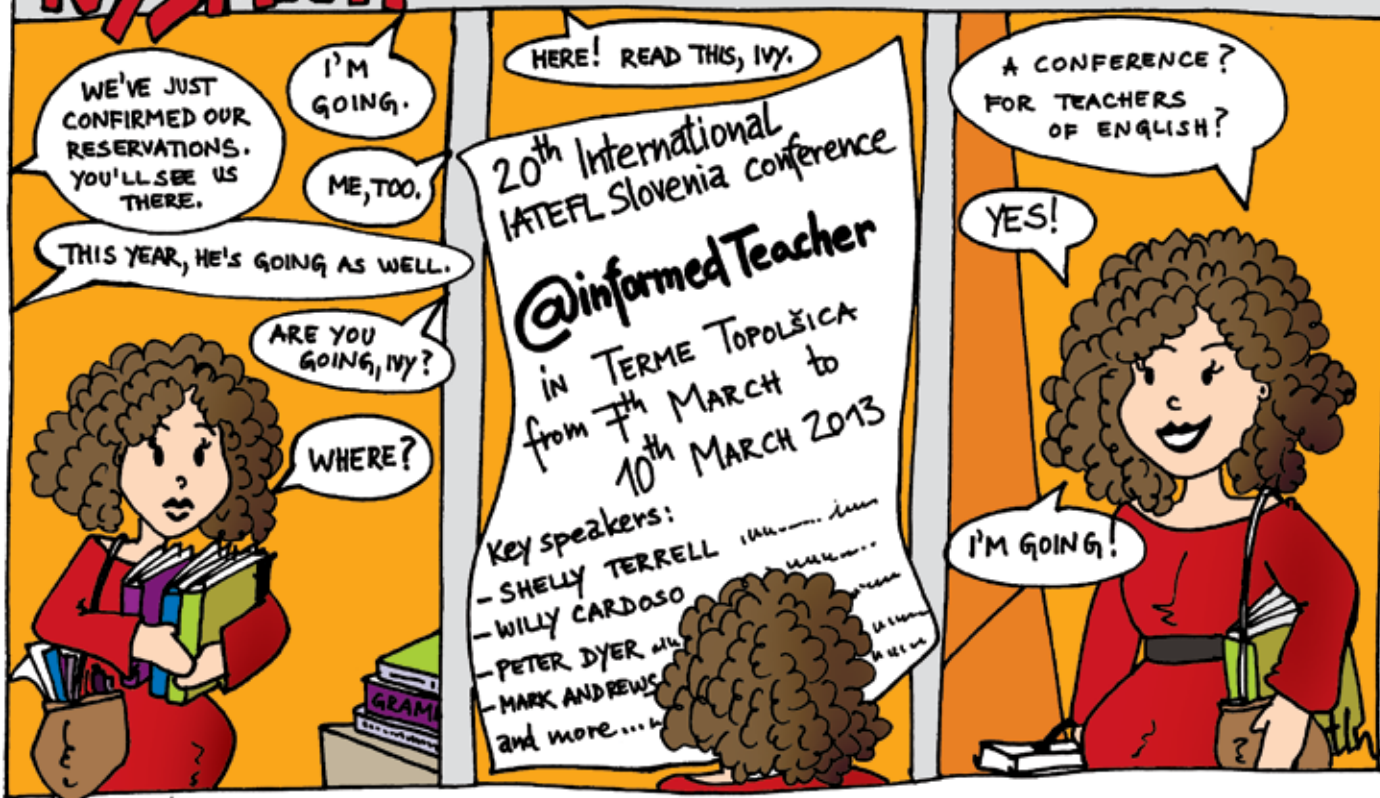 I'M
GOING.
WE'VE JUST
CONFIRMED OUR
RESERVATIONS.
YOU'LL SEE US
THERE.
ME, TOO.
THIS YEAR, HE'S GOING AS WELL.
ARE YOU
GOING, IVY?
WHERE?
HERE! READ THIS, IVY.
20th International
IATEFL Slovenia conference
@informedTeacher
in TERME TOPOLŠICA
from 7th MARCH to
10th MARCH 2013
Key speakers:
- SHELLY TERRELL
- WILLY CARDOSO
- PETER DYER
- MARK ANDREWS
and more....
A CONFERENCE?
FOR TEACHERS
OF ENGLISH?
YES!
I'M GOING!